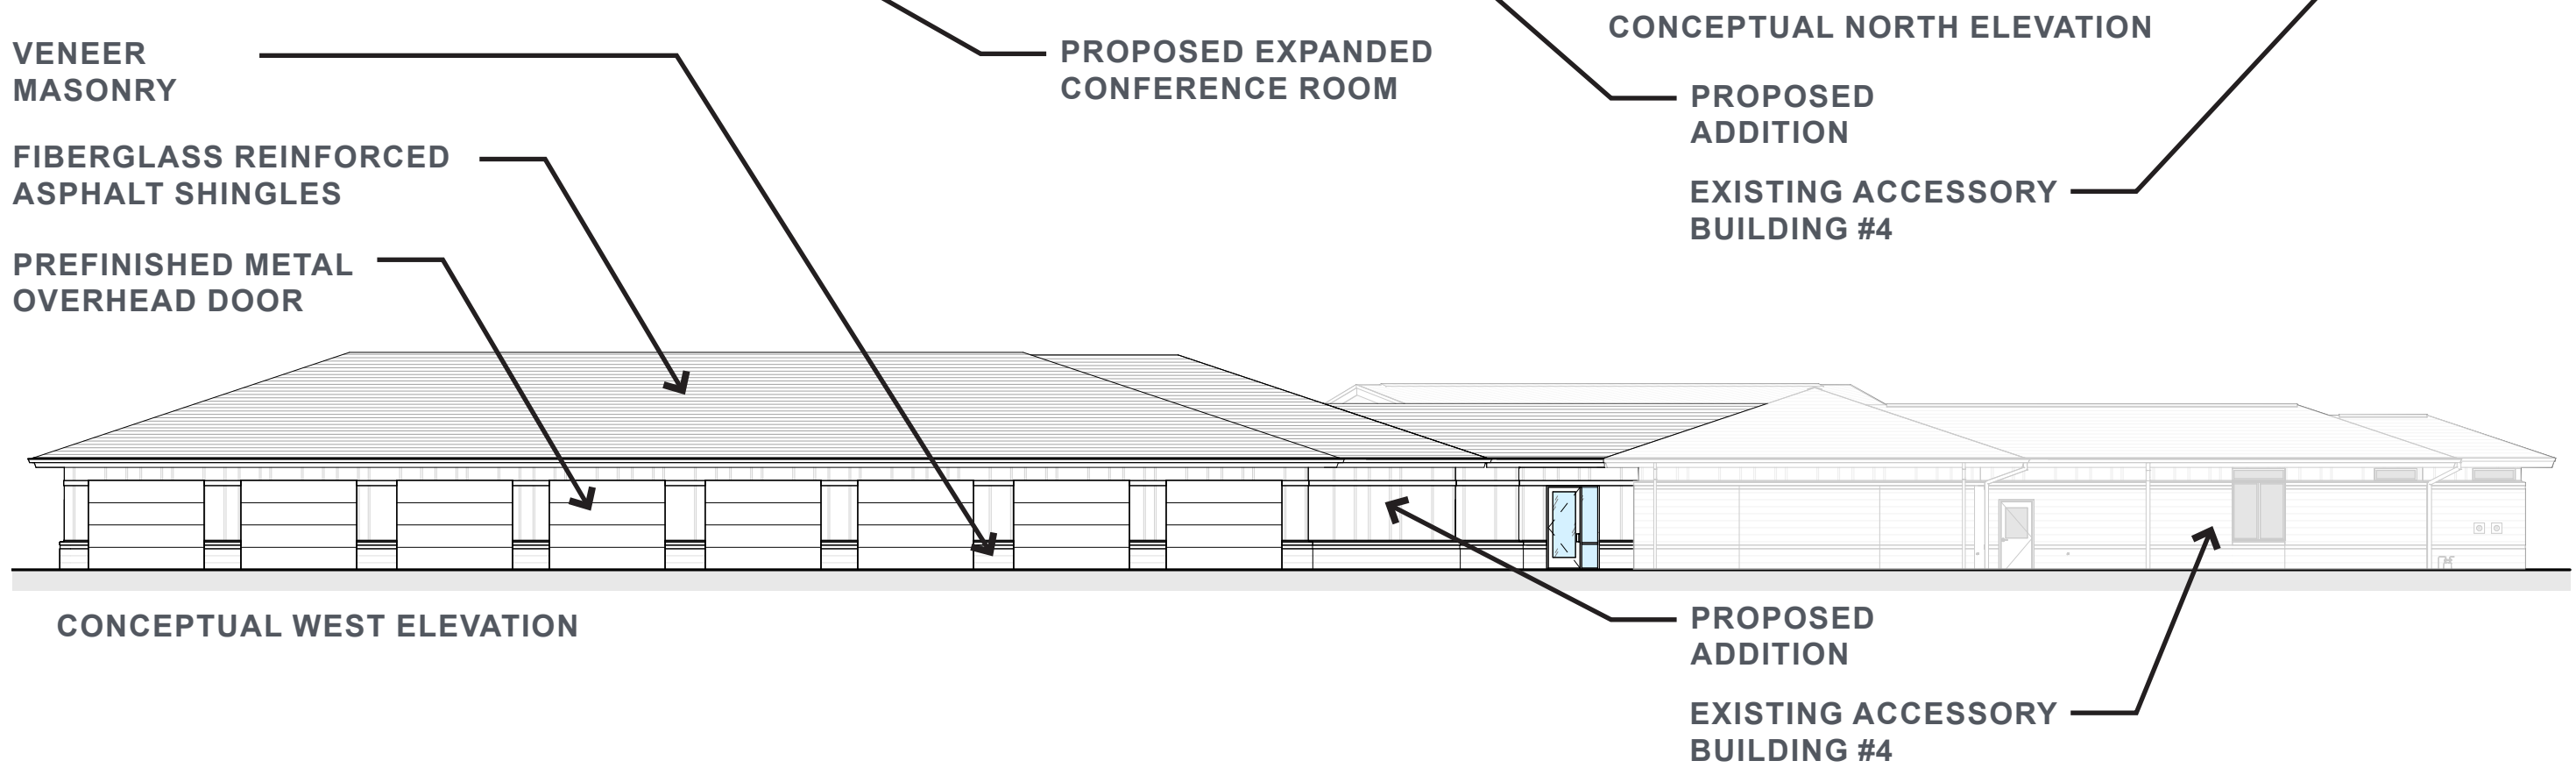 CONCEPTUAL NORTH ELEVATION
VENEER
MASONRY
PROPOSED EXPANDED
CONFERENCE ROOM
PROPOSED
ADDITION
FIBERGLASS REINFORCED
ASPHALT SHINGLES
EXISTING ACCESSORY
BUILDING #4
PREFINISHED METAL
OVERHEAD DOOR
CONCEPTUAL WEST ELEVATION
PROPOSED
ADDITION
EXISTING ACCESSORY
BUILDING #4